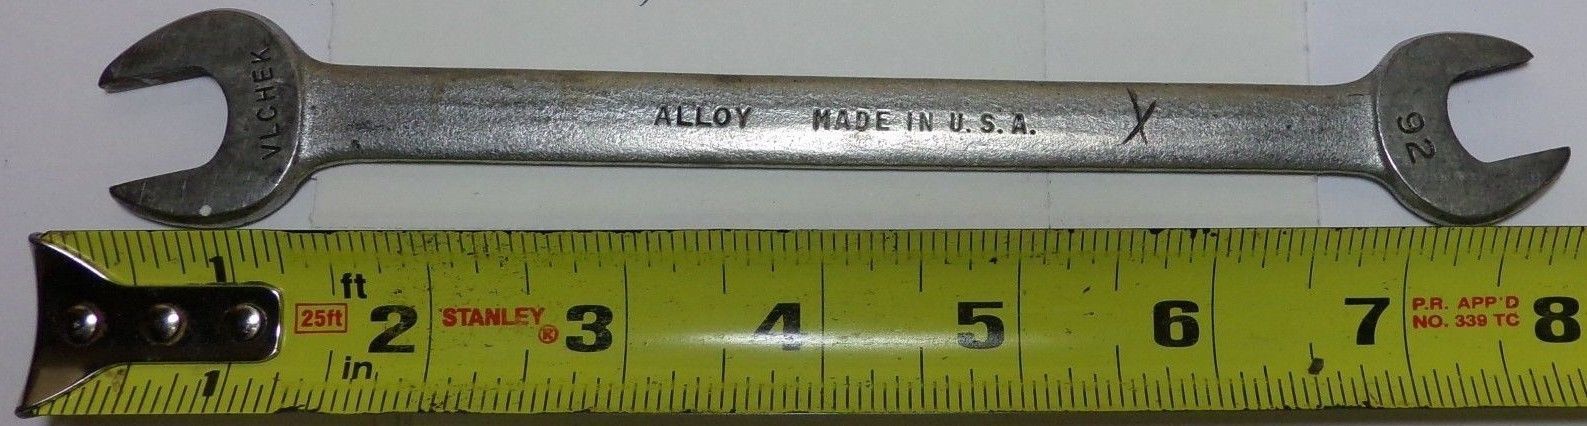 VLCHEK
ALLOY MADE IN U.S.A. X
92
1 ft
25ft 2 STANLEY ® 3 4 5 6 7 P.R. APP'D NO. 339 TC 8
1 in.